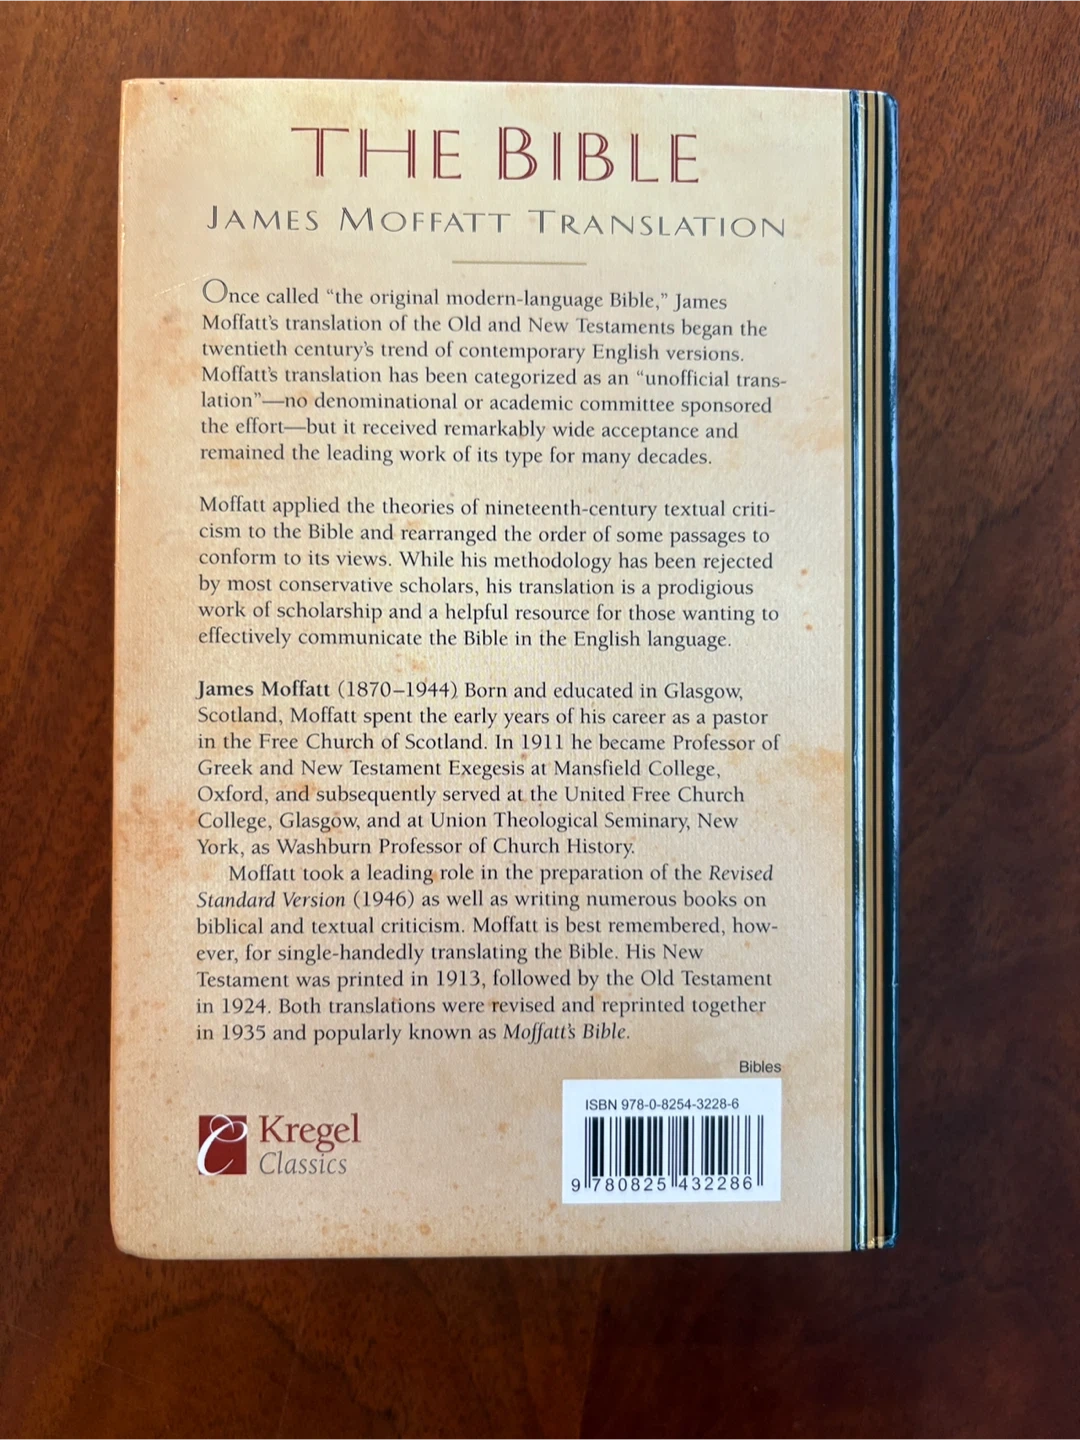 THE BIBLE
JAMES MOFFATT TRANSLATION
Once called “the original modern-language Bible,” James
Moffatt’s translation of the Old and New Testaments began the
twentieth century’s trend of contemporary English versions.
Moffatt’s translation has been categorized as an “unofficial trans-
lation”—no denominational or academic committee sponsored
the effort—but it received remarkably wide acceptance and
remained the leading work of its type for many decades.
Moffatt applied the theories of nineteenth-century textual criti-
cism to the Bible and rearranged the order of some passages to
conform to its views. While his methodology has been rejected
by most conservative scholars, his translation is a prodigious
work of scholarship and a helpful resource for those wanting to
effectively communicate the Bible in the English language.
James Moffatt (1870–1944) Born and educated in Glasgow,
Scotland, Moffatt spent the early years of his career as a pastor
in the Free Church of Scotland. In 1911 he became Professor of
Greek and New Testament Exegesis at Mansfield College,
Oxford, and subsequently served at the United Free Church
College, Glasgow, and at Union Theological Seminary, New
York, as Washburn Professor of Church History.
Moffatt took a leading role in the preparation of the Revised
Standard Version (1946) as well as writing numerous books on
biblical and textual criticism. Moffatt is best remembered, how-
ever, for single-handedly translating the Bible. His New
Testament was printed in 1913, followed by the Old Testament
in 1924. Both translations were revised and reprinted together
in 1935 and popularly known as Moffatt’s Bible.
Bibles
ISBN 978-0-8254-3228-6
9 780825 432286
Kregel
Classics